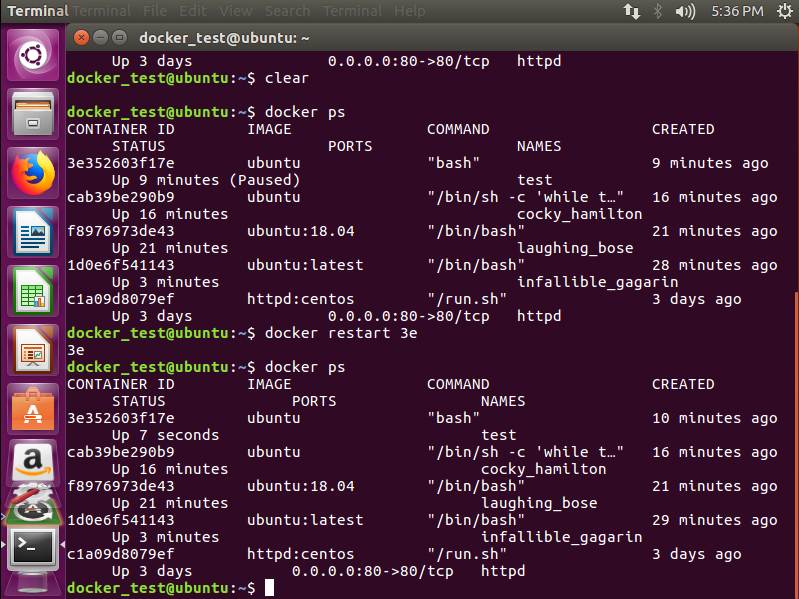 Terminal Terminal File Edit View Search Terminal Help 5:36 PM
docker_test@ubuntu: ~
Up 3 days 0.0.0.0:80->80/tcp httpd
docker_test@ubuntu:~$ clear
docker_test@ubuntu:~$ docker ps
CONTAINER ID IMAGE COMMAND CREATED
STATUS PORTS NAMES
3e352603f17e ubuntu "bash" 9 minutes ago
Up 9 minutes (Paused) test
cab39be290b9 ubuntu "/bin/sh -c 'while t…" 16 minutes ago
Up 16 minutes cocky_hamilton
f8976973de43 ubuntu:18.04 "/bin/bash" 21 minutes ago
Up 21 minutes laughing_bose
1d0e6f541143 ubuntu:latest "/bin/bash" 28 minutes ago
Up 3 minutes infallible_gagarin
c1a09d8079ef httpd:centos "/run.sh" 3 days ago
Up 3 days 0.0.0.0:80->80/tcp httpd
docker_test@ubuntu:~$ docker restart 3e
3e
docker_test@ubuntu:~$ docker ps
CONTAINER ID IMAGE COMMAND CREATED
STATUS PORTS NAMES
3e352603f17e ubuntu "bash" 10 minutes ago
Up 7 seconds test
cab39be290b9 ubuntu "/bin/sh -c 'while t…" 16 minutes ago
Up 16 minutes cocky_hamilton
f8976973de43 ubuntu:18.04 "/bin/bash" 21 minutes ago
Up 21 minutes laughing_bose
1d0e6f541143 ubuntu:latest "/bin/bash" 29 minutes ago
Up 3 minutes infallible_gagarin
c1a09d8079ef httpd:centos "/run.sh" 3 days ago
Up 3 days 0.0.0.0:80->80/tcp httpd
docker_test@ubuntu:~$